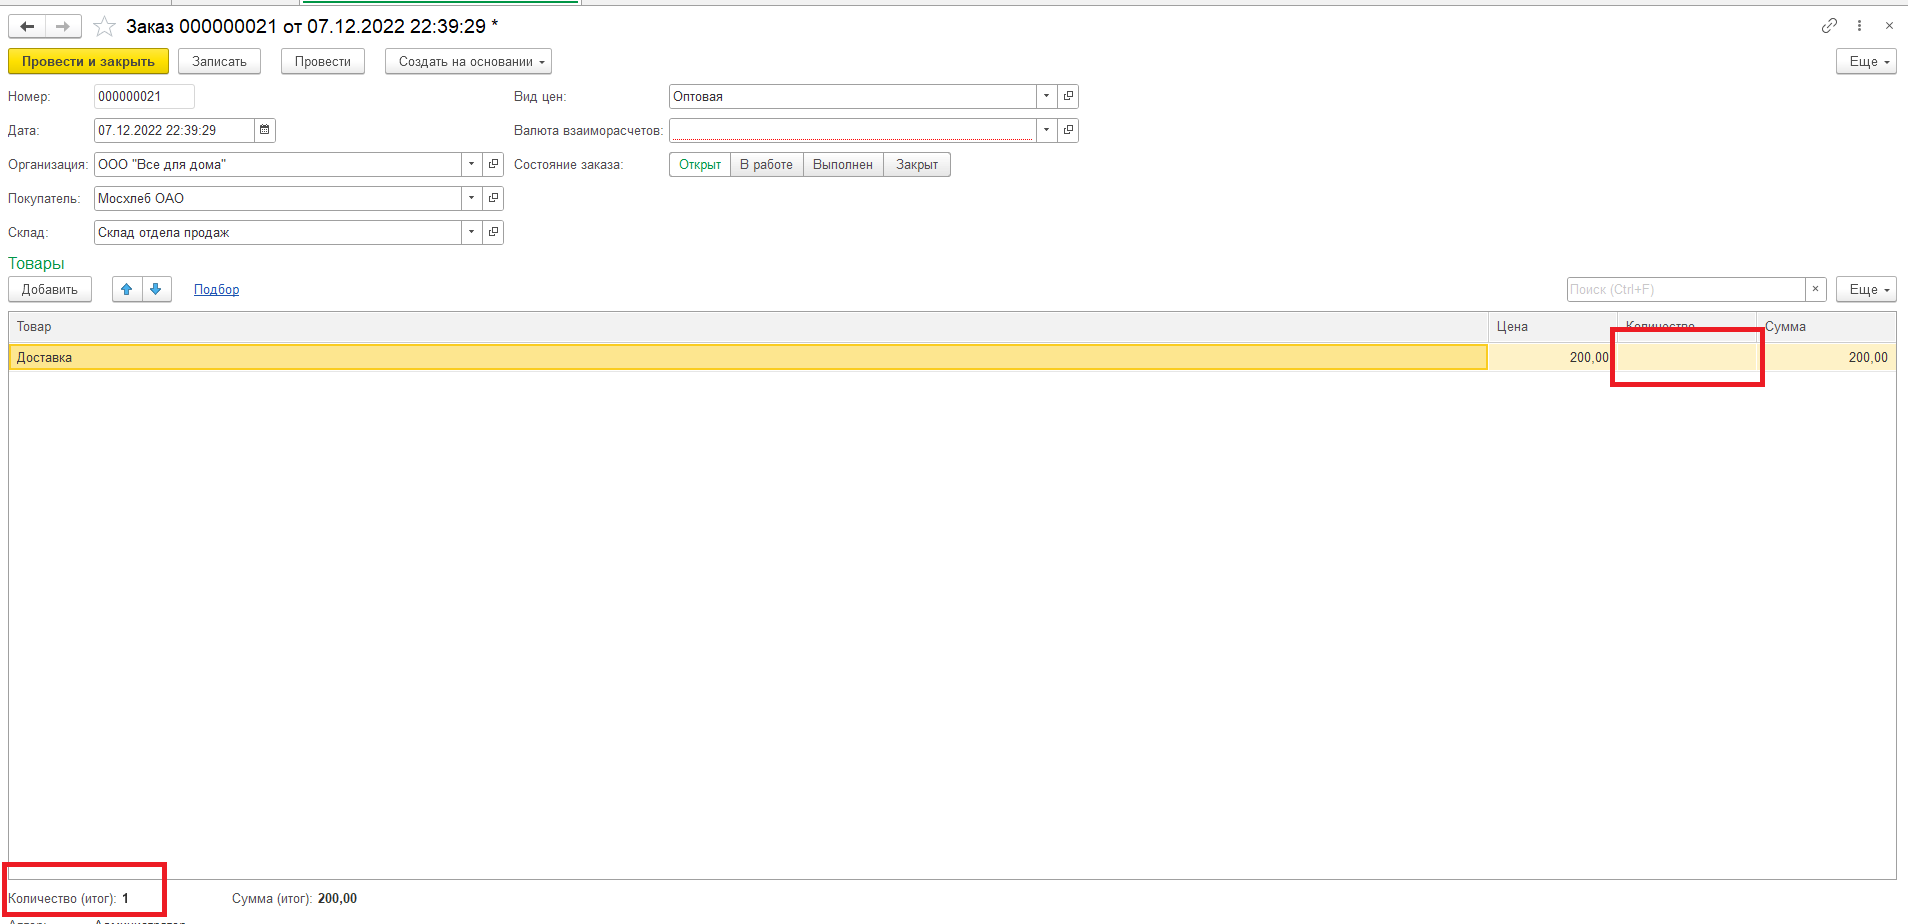 Заказ 000000021 от 07.12.2022 22:39:29 *
Провести и закрыть Записать Провести Создать на основании Еще
Номер: 000000021 Вид цен: Оптовая
Дата: 07.12.2022 22:39:29 Валюта взаиморасчетов:
Организация: ООО "Все для дома" Состояние заказа: Открыт В работе Выполнен Закрыт
Покупатель: Мосхлеб ОАО
Склад: Склад отдела продаж
Товары
Добавить Подбор Поиск (Ctrl+F) × Еще
Товар Цена Количество Сумма
Доставка 200,00 200,00
Количество (итог): 1 Сумма (итог): 200,00
Автор: Администратор